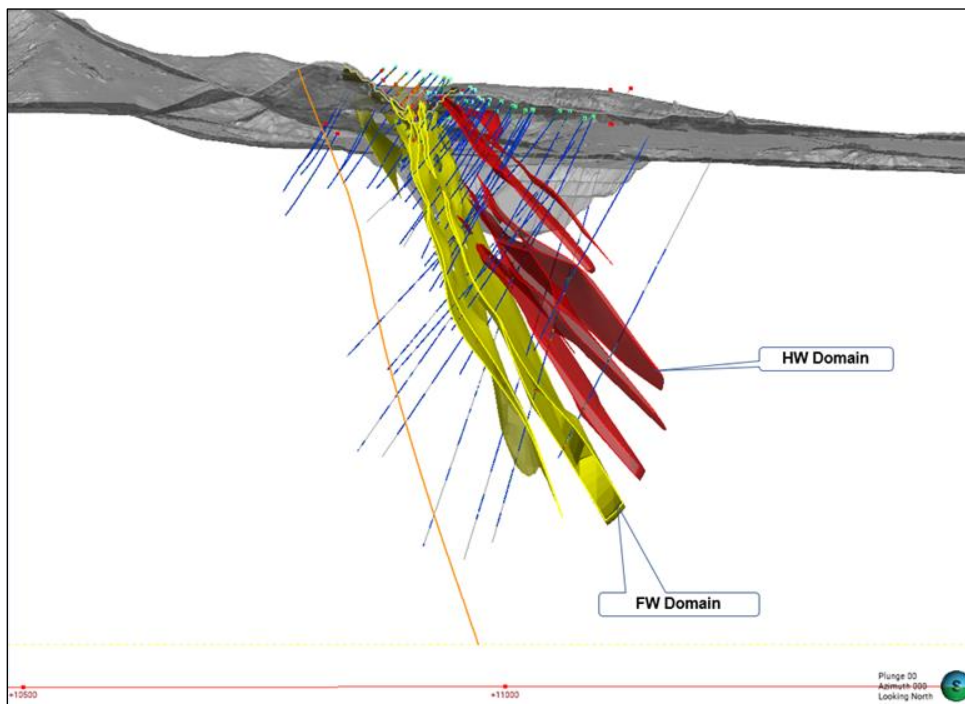 HW Domain
FW Domain
Plunge 00
Azimuth 000
Looking North
+10500
+11000
S